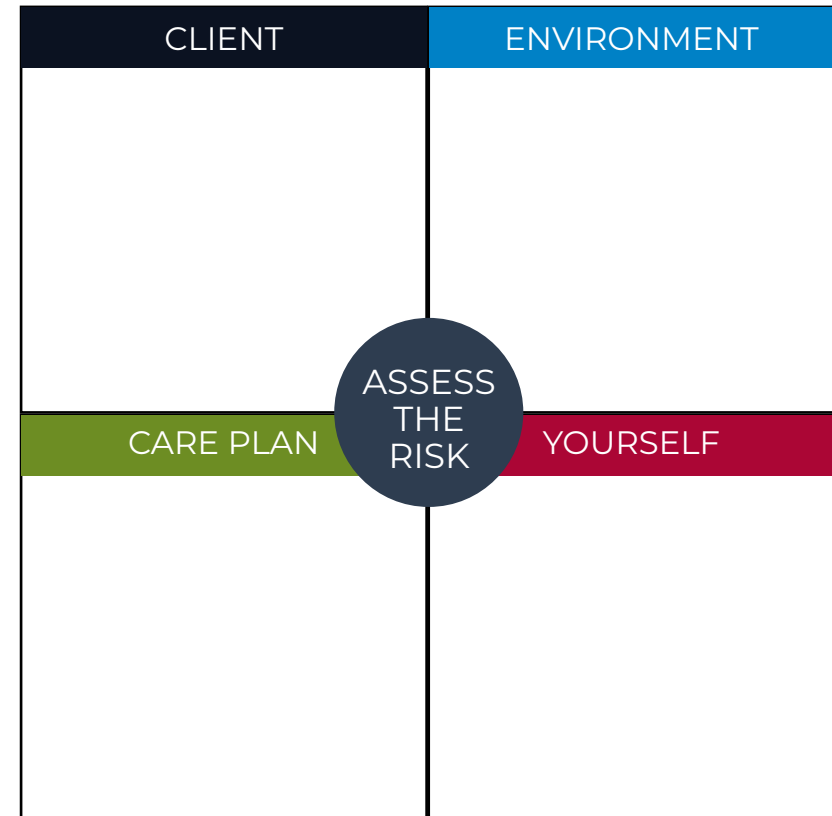 CLIENT
ENVIRONMENT
ASSESS
THE
RISK
CARE PLAN
YOURSELF